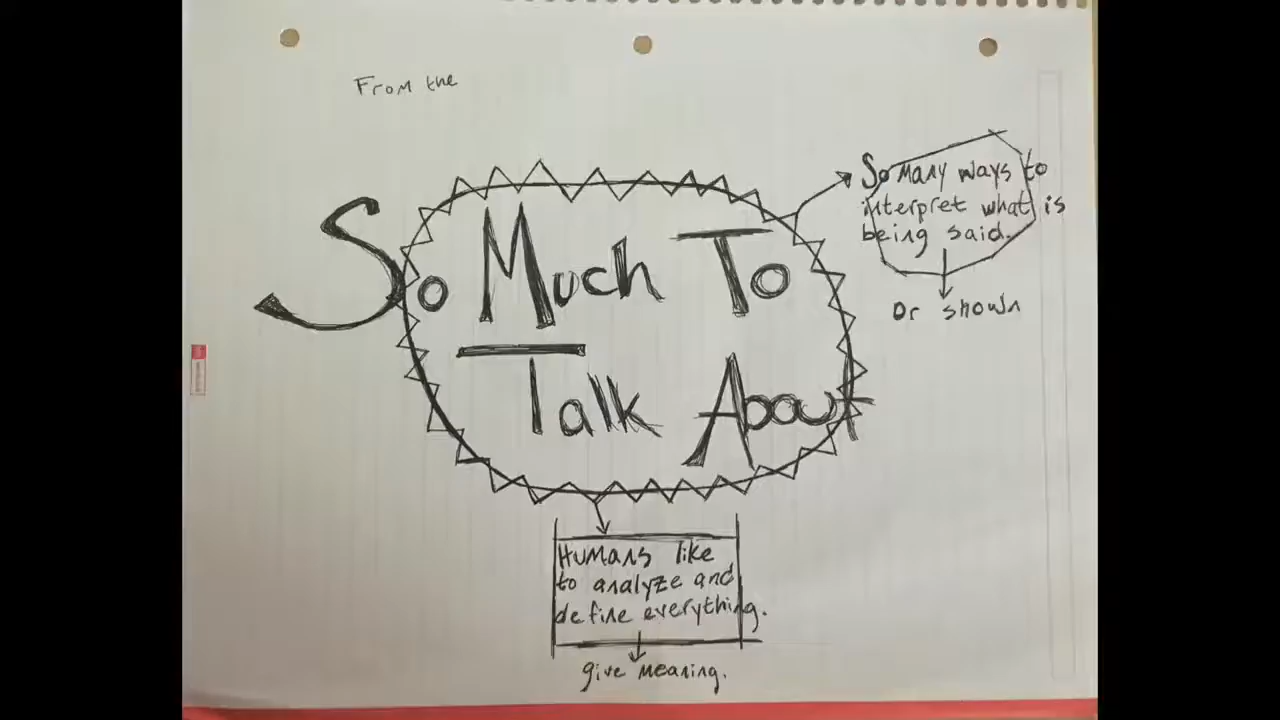 From the
So Much To
Talk About
So many ways to
interpret what is
being said.
Or shown
Humans like
to analyze and
define everything.
give meaning.